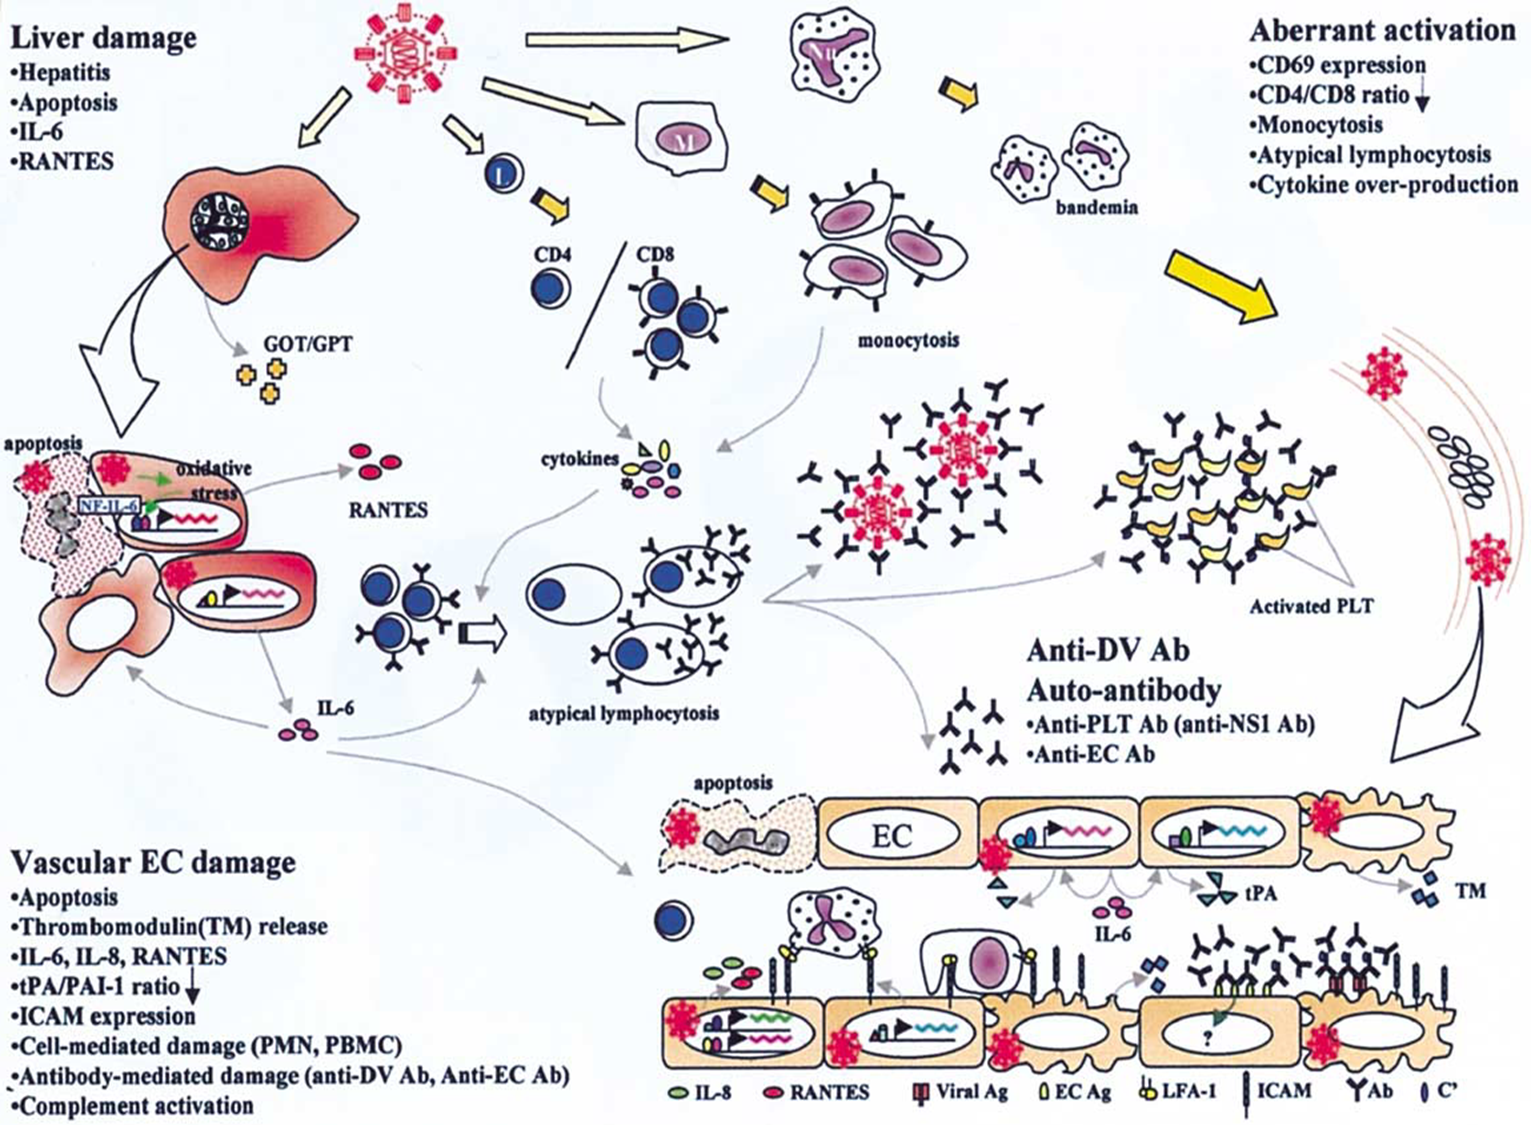 Liver damage
•Hepatitis
•Apoptosis
•IL-6
•RANTES
Nu
M
L
Aberrant activation
•CD69 expression
•CD4/CD8 ratio
•Monocytosis
•Atypical lymphocytosis
•Cytokine over-production
bandemia
CD4
CD8
monocytosis
GOT/GPT
apoptosis
oxidative
stress
NF-IL-6
RANTES
cytokines
IL-6
atypical lymphocytosis
Activated PLT
Anti-DV Ab
Auto-antibody
•Anti-PLT Ab (anti-NS1 Ab)
•Anti-EC Ab
apoptosis
EC
tPA
TM
IL-6
?
Vascular EC damage
•Apoptosis
•Thrombomodulin(TM) release
•IL-6, IL-8, RANTES
•tPA/PAI-1 ratio
•ICAM expression
•Cell-mediated damage (PMN, PBMC)
•Antibody-mediated damage (anti-DV Ab, Anti-EC Ab)
•Complement activation
IL-8 RANTES Viral Ag EC Ag LFA-1 ICAM Ab C'